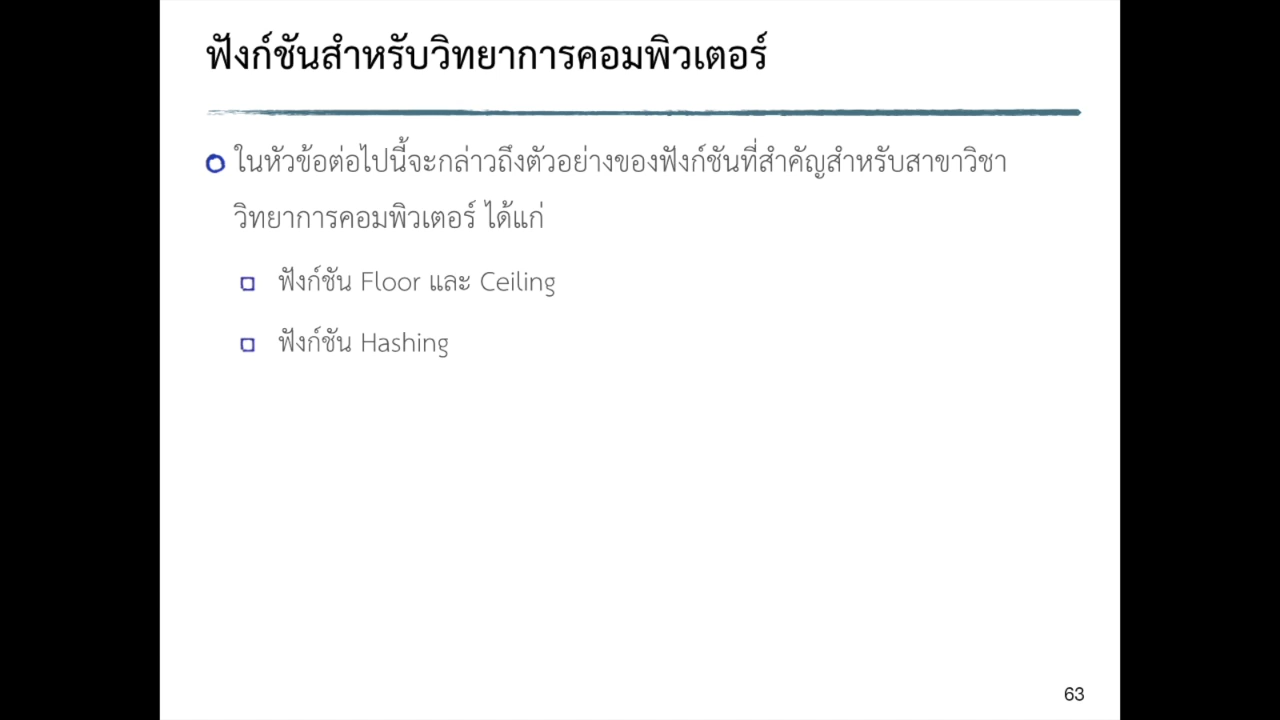 ฟังก์ชันสำหรับวิทยาการคอมพิวเตอร์
ในหัวข้อต่อไปนี้จะกล่าวถึงตัวอย่างของฟังก์ชันที่สำคัญสำหรับสาขาวิชา
วิทยาการคอมพิวเตอร์ ได้แก่
ฟังก์ชัน Floor และ Ceiling
ฟังก์ชัน Hashing
63